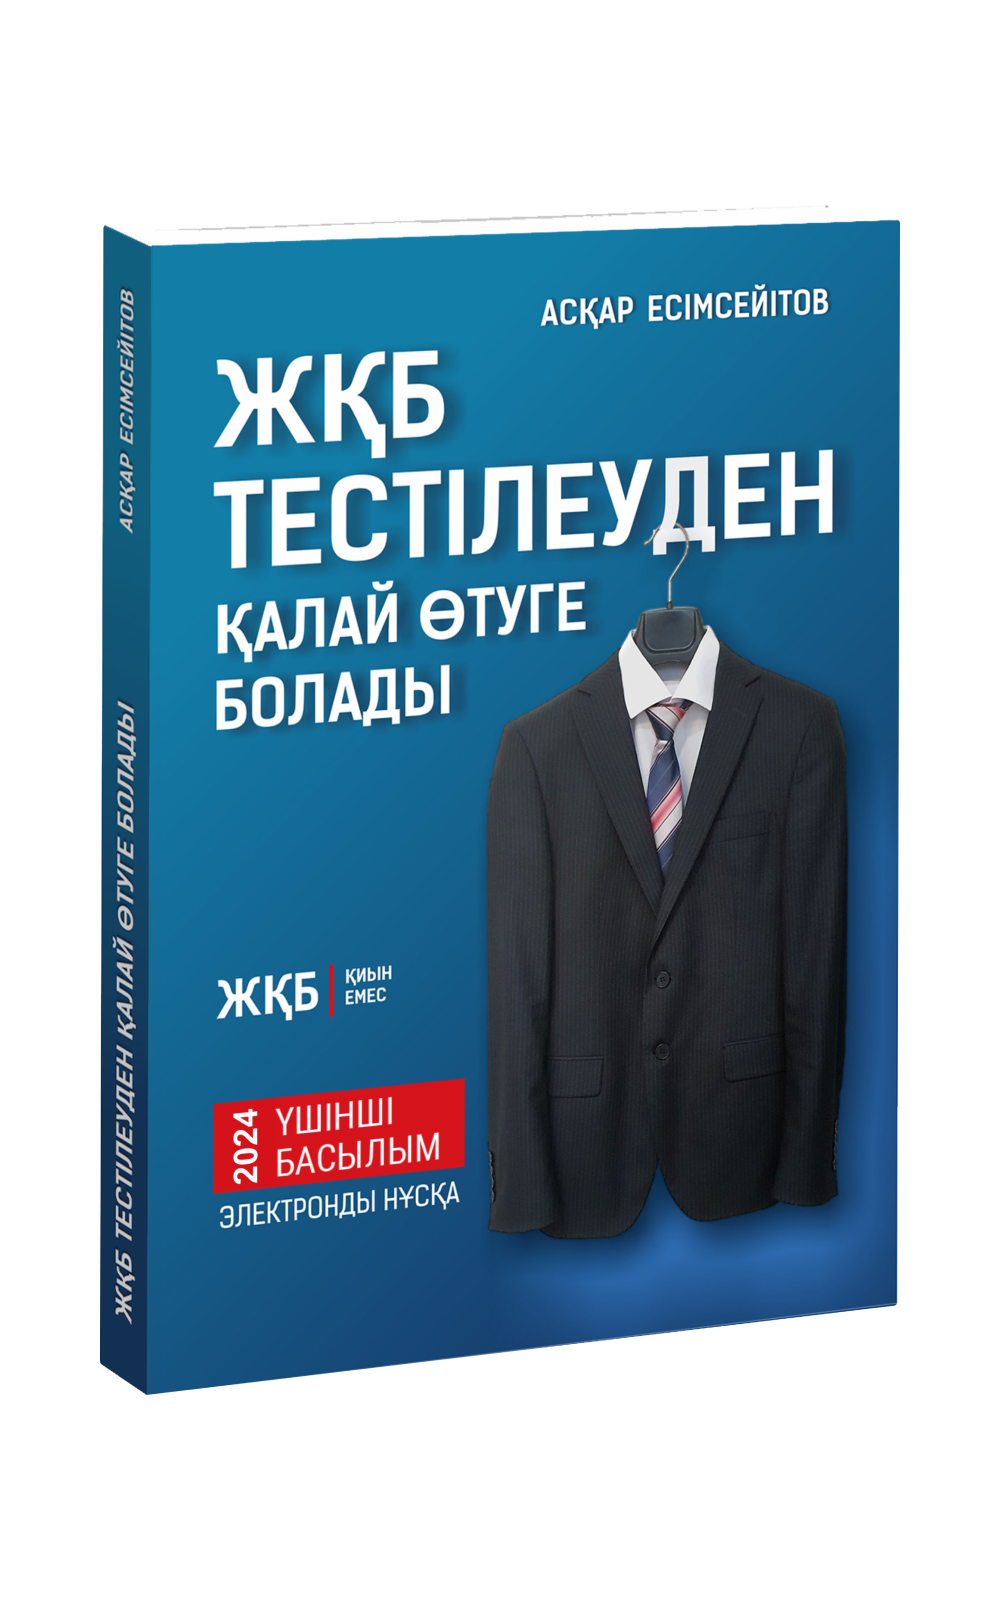 АСҚАР ЕСІМСЕЙІТОВ
ЖҚБ
ТЕСТІЛЕУДЕН
ҚАЛАЙ ӨТУГЕ
БОЛАДЫ
ЖҚБ
ҚИЫН
ЕМЕС
2024
ҮШІНШІ
БАСЫЛЫМ
ЭЛЕКТРОНДЫ НҰСҚА
ЖҚБ ТЕСТІЛЕУДЕН ҚАЛАЙ ӨТУГЕ БОЛАДЫ
АСҚАР ЕСІМСЕЙІТОВ